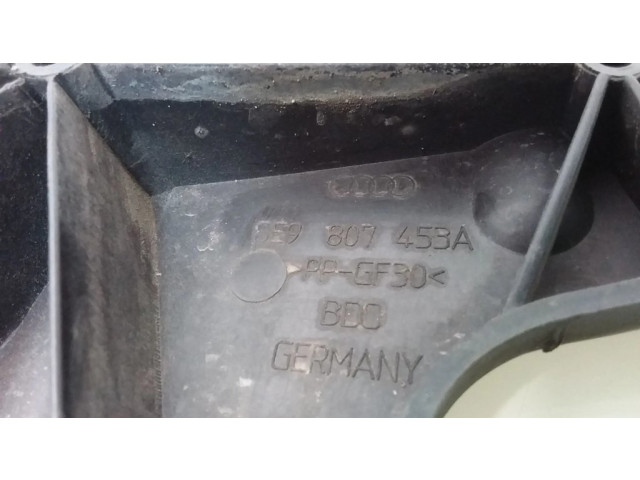 8E9 807 453A
>PP-GF30<
BDO
GERMANY